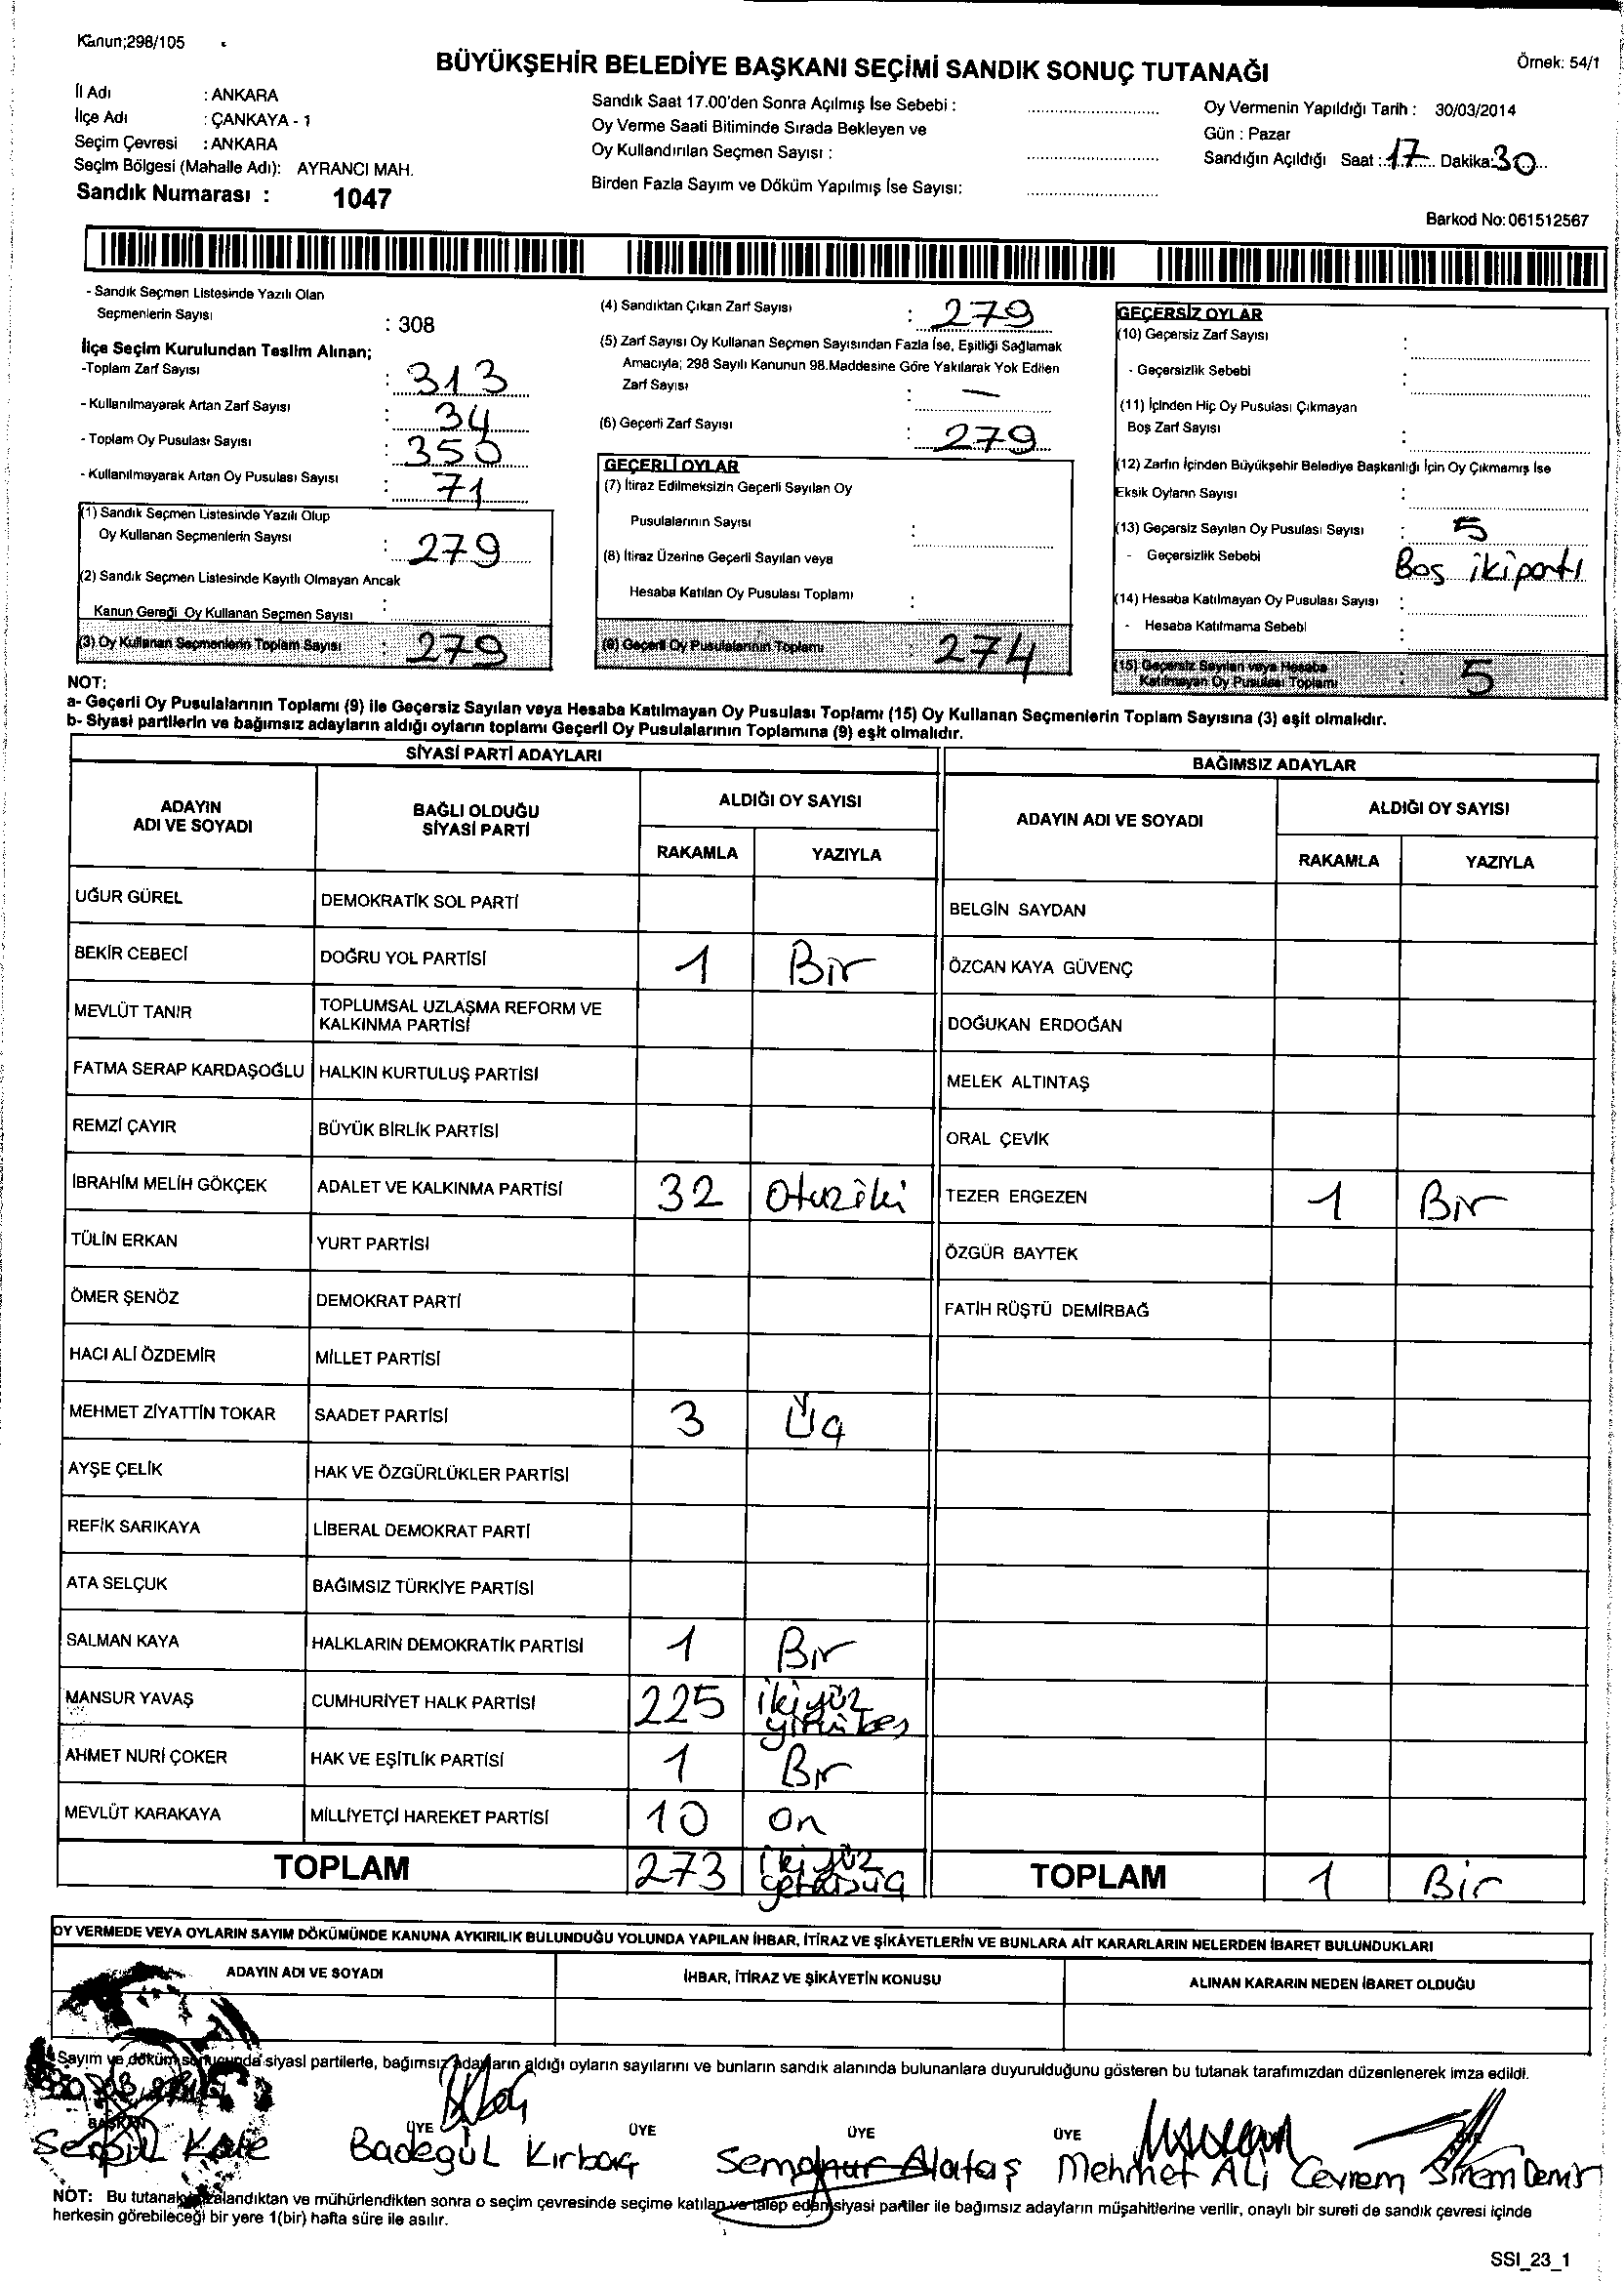 Kanun;298/105
BÜYÜKŞEHİR BELEDİYE BAŞKANI SEÇİMİ SANDIK SONUÇ TUTANAĞI
Örnek: 54/1
İl Adı : ANKARA
İlçe Adı : ÇANKAYA - 1
Seçim Çevresi : ANKARA
Seçim Bölgesi (Mahalle Adı): AYRANCI MAH.
Sandık Numarası : 1047
Sandık Saat 17.00'den Sonra Açılmış İse Sebebi :
Oy Verme Saati Bitiminde Sırada Bekleyen ve
Oy Kullandırılan Seçmen Sayısı :
Birden Fazla Sayım ve Döküm Yapılmış İse Sayısı:
Oy Vermenin Yapıldığı Tarih : 30/03/2014
Gün : Pazar
Sandığın Açıldığı Saat : 17 Dakika: 30
Barkod No: 061512567
- Sandık Seçmen Listesinde Yazılı Olan
Seçmenlerin Sayısı : 308
İlçe Seçim Kurulundan Teslim Alınan;
-Toplam Zarf Sayısı : 313
- Kullanılmayarak Artan Zarf Sayısı : 34
- Toplam Oy Pusulası Sayısı : 350
- Kullanılmayarak Artan Oy Pusulası Sayısı : 71
(1) Sandık Seçmen Listesinde Yazılı Olup
Oy Kullanan Seçmenlerin Sayısı : 279
(2) Sandık Seçmen Listesinde Kayıtlı Olmayan Ancak
Kanun Gereği Oy Kullanan Seçmen Sayısı :
(3) Oy Kullanan Seçmenlerin Toplam Sayısı : 279
(4) Sandıktan Çıkan Zarf Sayısı : 279
(5) Zarf Sayısı Oy Kullanan Seçmen Sayısından Fazla İse, Eşitliği Sağlamak
Amacıyla; 298 Sayılı Kanunun 98.Maddesine Göre Yakılarak Yok Edilen
Zarf Sayısı : —
(6) Geçerli Zarf Sayısı : 279
GEÇERLİ OYLAR
(7) İtiraz Edilmeksizin Geçerli Sayılan Oy
Pusulalarının Sayısı :
(8) İtiraz Üzerine Geçerli Sayılan veya
Hesaba Katılan Oy Pusulası Toplamı :
(9) Geçerli Oy Pusulalarının Toplamı : 274
GEÇERSİZ OYLAR
(10) Geçersiz Zarf Sayısı :
- Geçersizlik Sebebi :
(11) İçinden Hiç Oy Pusulası Çıkmayan
Boş Zarf Sayısı :
(12) Zarfın İçinden Büyükşehir Belediye Başkanlığı İçin Oy Çıkmamış İse
Eksik Oyların Sayısı :
(13) Geçersiz Sayılan Oy Pusulası Sayısı : 5
- Geçersizlik Sebebi Boş iki parti
(14) Hesaba Katılmayan Oy Pusulası Sayısı :
- Hesaba Katılmama Sebebi :
(15) Geçersiz Sayılan veya Hesaba
Katılmayan Oy Pusulası Toplamı : 5
NOT:
a- Geçerli Oy Pusulalarının Toplamı (9) ile Geçersiz Sayılan veya Hesaba Katılmayan Oy Pusulası Toplamı (15) Oy Kullanan Seçmenlerin Toplam Sayısına (3) eşit olmalıdır.
b- Siyasi partilerin ve bağımsız adayların aldığı oyların toplamı Geçerli Oy Pusulalarının Toplamına (9) eşit olmalıdır.
SİYASİ PARTİ ADAYLARI
ADAYIN
ADI VE SOYADI
BAĞLI OLDUĞU
SİYASİ PARTİ
ALDIĞI OY SAYISI
RAKAMLA YAZIYLA
UĞUR GÜREL DEMOKRATİK SOL PARTİ
BEKİR CEBECİ DOĞRU YOL PARTİSİ 1 Bir
MEVLÜT TANIR TOPLUMSAL UZLAŞMA REFORM VE
KALKINMA PARTİSİ
FATMA SERAP KARDAŞOĞLU HALKIN KURTULUŞ PARTİSİ
REMZİ ÇAYIR BÜYÜK BİRLİK PARTİSİ
İBRAHİM MELİH GÖKÇEK ADALET VE KALKINMA PARTİSİ 32 Otuziki
TÜLİN ERKAN YURT PARTİSİ
ÖMER ŞENÖZ DEMOKRAT PARTİ
HACI ALİ ÖZDEMİR MİLLET PARTİSİ
MEHMET ZİYATTİN TOKAR SAADET PARTİSİ 3 Üç
AYŞE ÇELİK HAK VE ÖZGÜRLÜKLER PARTİSİ
REFİK SARIKAYA LİBERAL DEMOKRAT PARTİ
ATA SELÇUK BAĞIMSIZ TÜRKİYE PARTİSİ
SALMAN KAYA HALKLARIN DEMOKRATİK PARTİSİ 1 Bir
MANSUR YAVAŞ CUMHURİYET HALK PARTİSİ 225 ikiyüz
yirmibeş
AHMET NURİ ÇOKER HAK VE EŞİTLİK PARTİSİ 1 Bir
MEVLÜT KARAKAYA MİLLİYETÇİ HAREKET PARTİSİ 10 On
TOPLAM 273 ikiyüz
yetmişüç
BAĞIMSIZ ADAYLAR
ADAYIN ADI VE SOYADI
ALDIĞI OY SAYISI
RAKAMLA YAZIYLA
BELGİN SAYDAN
ÖZCAN KAYA GÜVENÇ
DOĞUKAN ERDOĞAN
MELEK ALTINTAŞ
ORAL ÇEVİK
TEZER ERGEZEN 1 Bir
ÖZGÜR BAYTEK
FATİH RÜŞTÜ DEMİRBAĞ
TOPLAM 1 Bir
OY VERMEDE VEYA OYLARIN SAYIM DÖKÜMÜNDE KANUNA AYKIRILIK BULUNDUĞU YOLUNDA YAPILAN İHBAR, İTİRAZ VE ŞİKÂYETLERİN VE BUNLARA AİT KARARLARIN NELERDEN İBARET BULUNDUKLARI
ADAYIN ADI VE SOYADI İHBAR, İTİRAZ VE ŞİKÂYETİN KONUSU ALINAN KARARIN NEDEN İBARET OLDUĞU
Sayım ve döküm sonucunda siyasi partilerle, bağımsız adayların aldığı oyların sayılarını ve bunların sandık alanında bulunanlara duyurulduğunu gösteren bu tutanak tarafımızdan düzenlenerek imza edildi.
BAŞKAN ÜYE ÜYE ÜYE ÜYE
Serpil Kale Badegül Kırbaç Semanur Alataş Mehmet Ali Cevrem Sinem Demir
NOT: Bu tutanak imzalandıktan ve mühürlendikten sonra o seçim çevresinde seçime katılan ve talep eden siyasi partiler ile bağımsız adayların müşahitlerine verilir, onaylı bir sureti de sandık çevresi içinde
herkesin görebileceği bir yere 1(bir) hafta süre ile asılır.
SSI_23_1